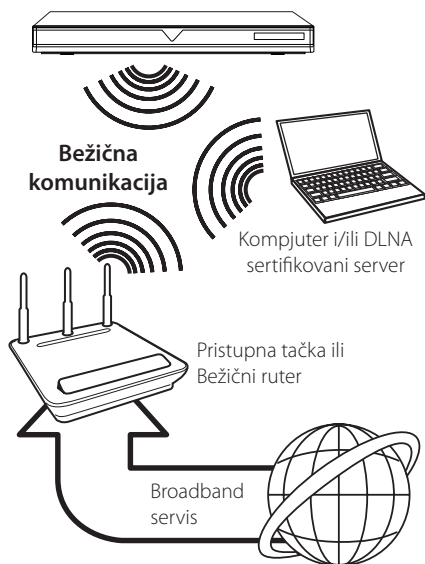 Bežična
komunikacija
Kompjuter i/ili DLNA
sertifikovani server
Pristupna tačka ili
Bežični ruter
Broadband
servis